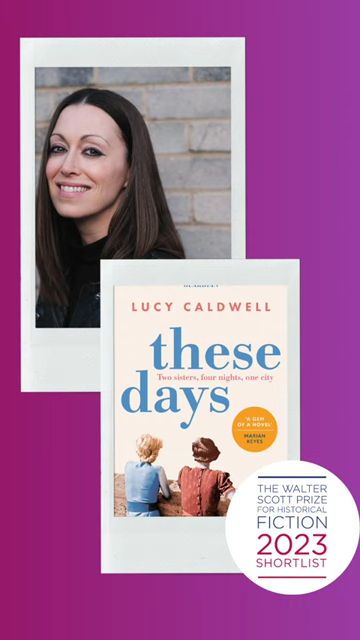 LUCY CALDWELL
these
Two sisters, four nights, one city
days
'A GEM
OF A NOVEL'
MARIAN
KEYES
THE WALTER
SCOTT PRIZE
FOR HISTORICAL
FICTION
2023
SHORTLIST